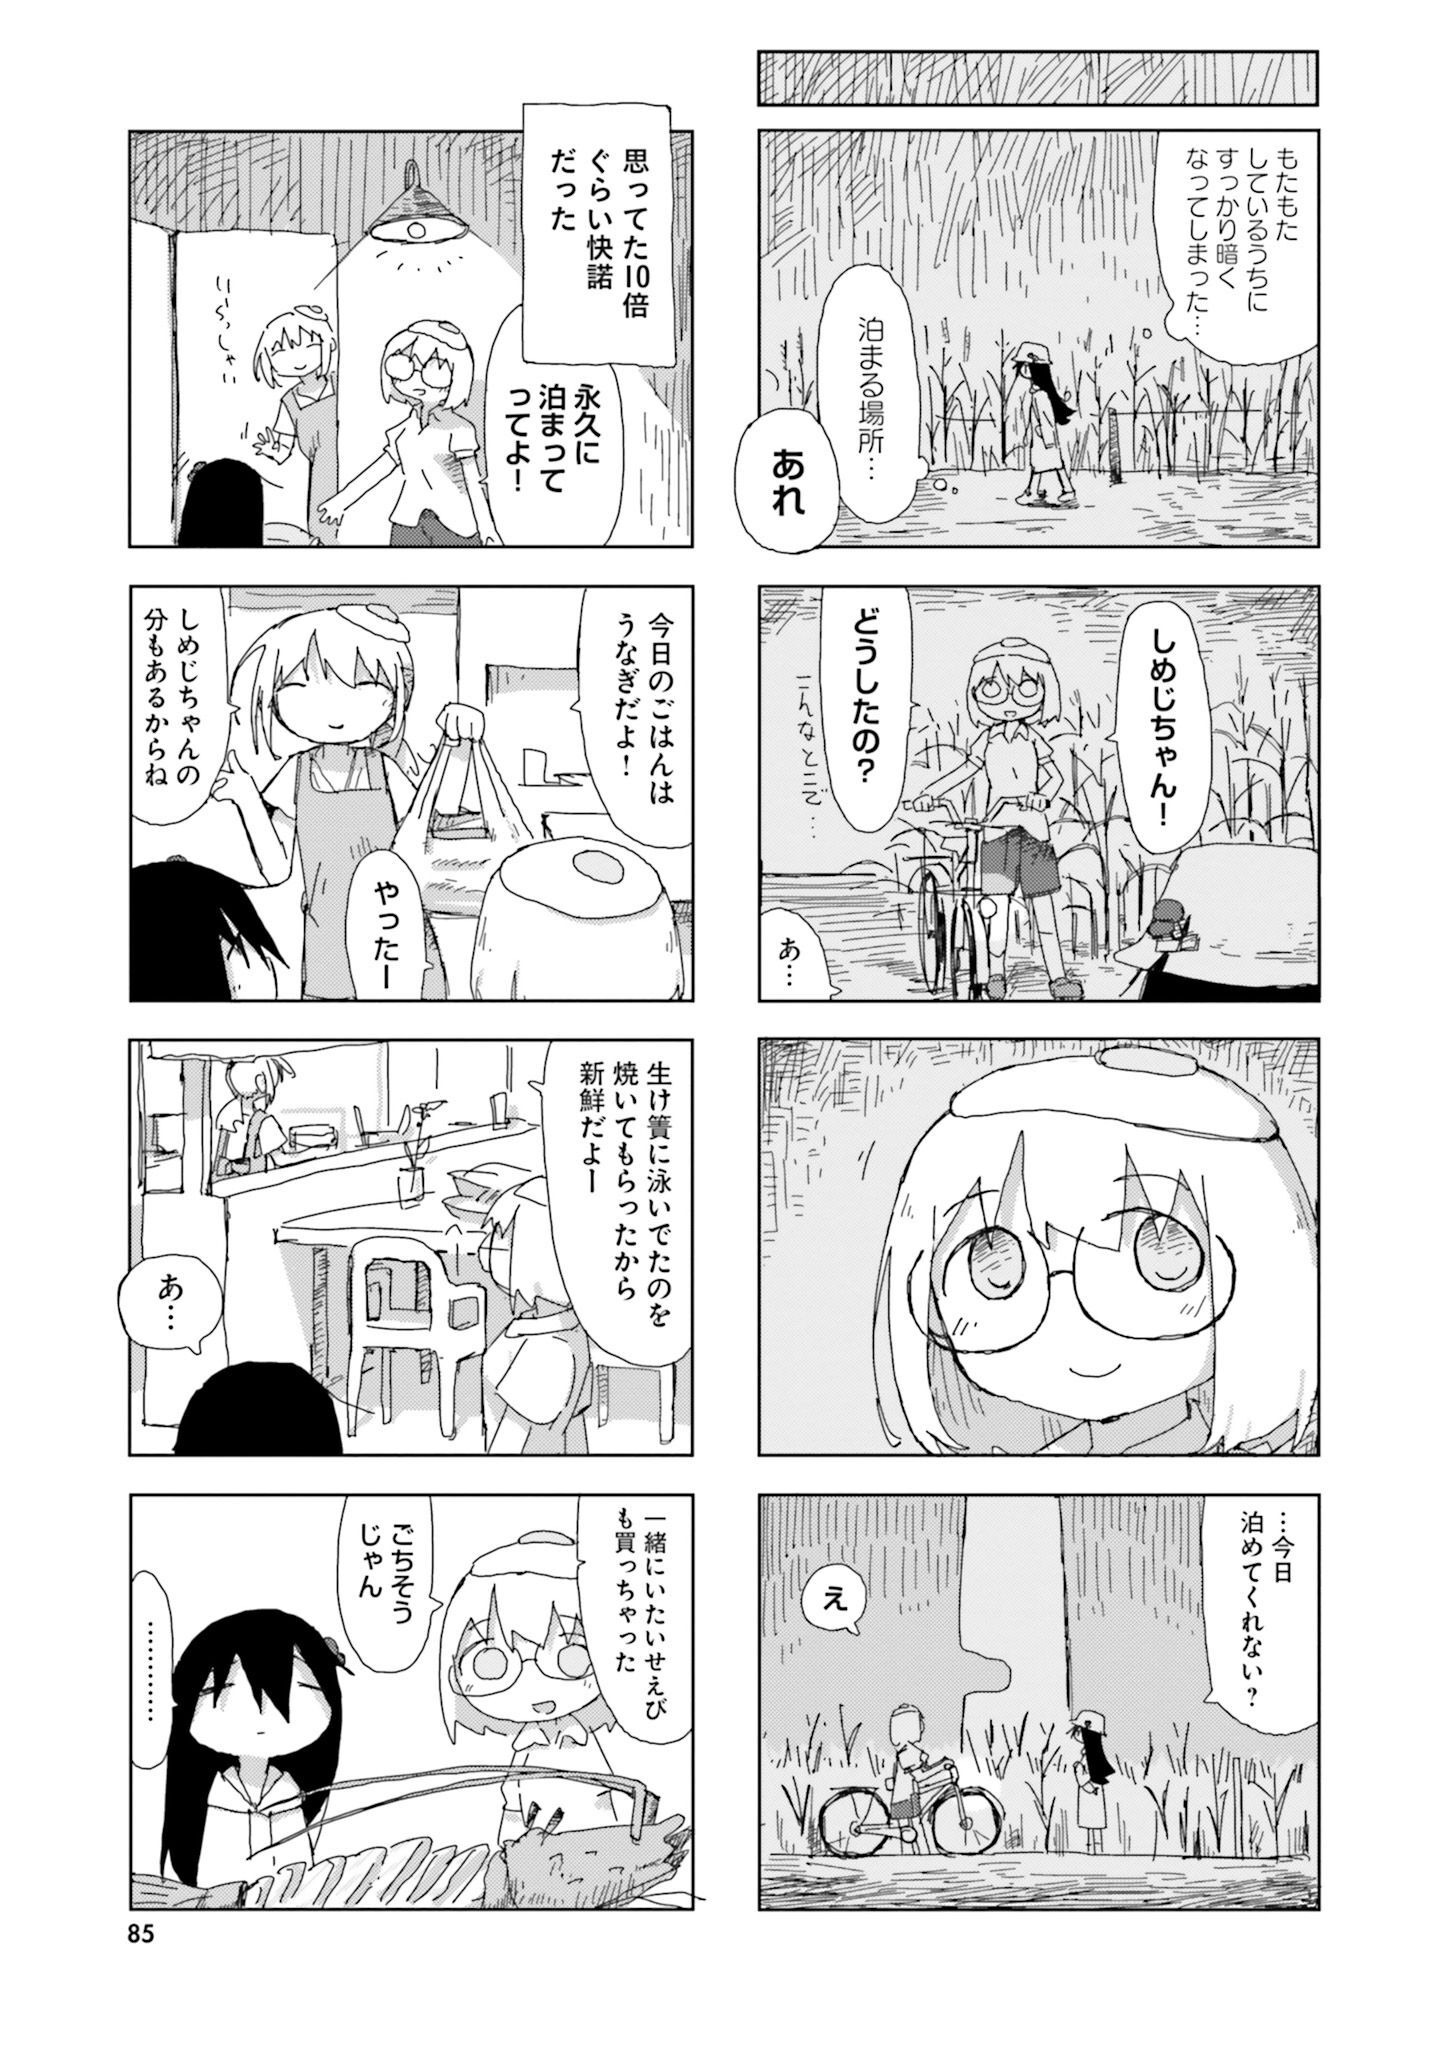 もたもた
しているうちに
すっかり暗く
なってしまった…
泊まる場所…
あれ
しめじちゃん！
どうしたの？
こんなとこで…
あ…
…今日
泊めてくれない？
え
思ってた10倍
ぐらい快諾
だった
永久に
泊まって
ってよ！
いら〜っしゃい
今日のごはんは
うなぎだよ！
やったー
しめじちゃんの
分もあるからね
生け簀に泳いでたのを
焼いてもらったから
新鮮だよー
あ…
一緒にいたいせえび
も買っちゃった
ごちそう
じゃん
………
85